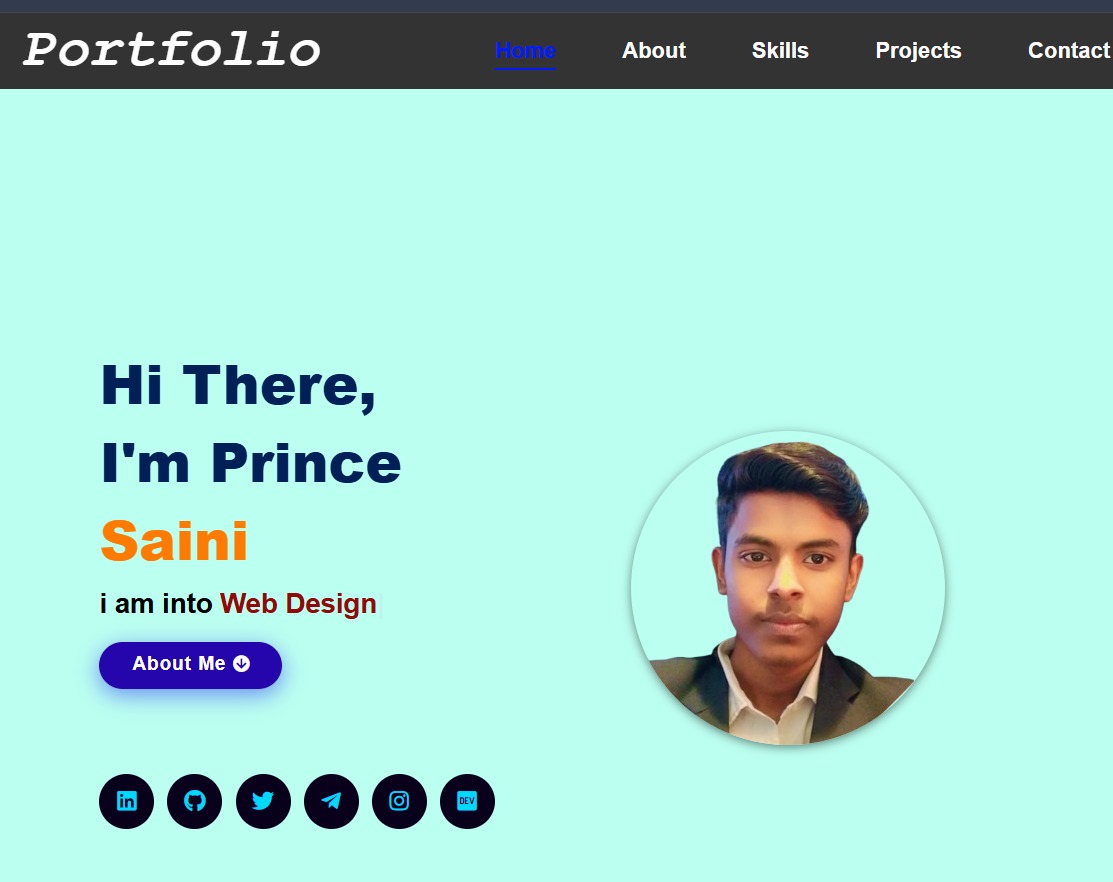 Portfolio
Home About Skills Projects Contact
Hi There,
I'm Prince
Saini
i am into Web Design
About Me
DEV